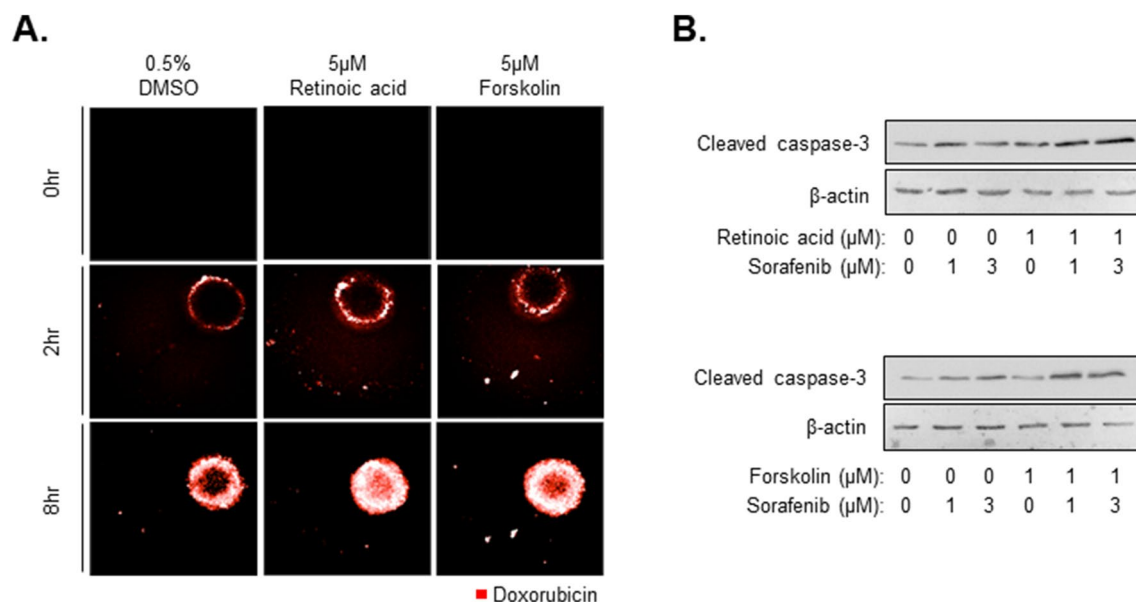 A.
0.5%
DMSO
5µM
Retinoic acid
5µM
Forskolin
0hr
2hr
8hr
Doxorubicin
B.
Cleaved caspase-3
β-actin
Retinoic acid (µM): 0 0 0 1 1 1
Sorafenib (µM): 0 1 3 0 1 3
Cleaved caspase-3
β-actin
Forskolin (µM): 0 0 0 1 1 1
Sorafenib (µM): 0 1 3 0 1 3